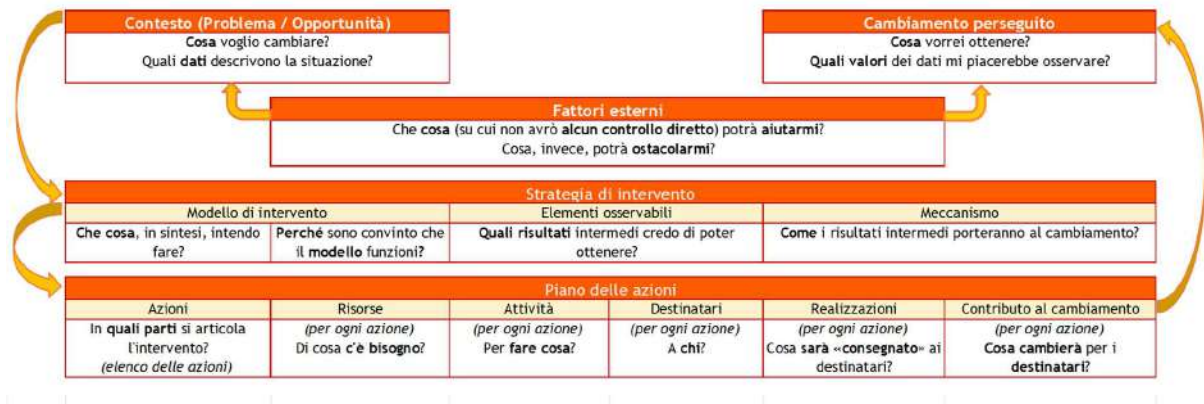 Contesto (Problema / Opportunità)
Cosa voglio cambiare?
Quali dati descrivono la situazione?
Cambiamento perseguito
Cosa vorrei ottenere?
Quali valori dei dati mi piacerebbe osservare?
Fattori esterni
Che cosa (su cui non avrò alcun controllo diretto) potrà aiutarmi?
Cosa, invece, potrà ostacolarmi?
Strategia di intervento
Modello di intervento
Elementi osservabili
Meccanismo
Che cosa, in sintesi, intendo
fare?
Perché sono convinto che
il modello funzioni?
Quali risultati intermedi credo di poter
ottenere?
Come i risultati intermedi porteranno al cambiamento?
Piano delle azioni
Azioni
Risorse
Attività
Destinatari
Realizzazioni
Contributo al cambiamento
In quali parti si articola
l'intervento?
(elenco delle azioni)
(per ogni azione)
Di cosa c'è bisogno?
(per ogni azione)
Per fare cosa?
(per ogni azione)
A chi?
(per ogni azione)
Cosa sarà «consegnato» ai
destinatari?
(per ogni azione)
Cosa cambierà per i
destinatari?